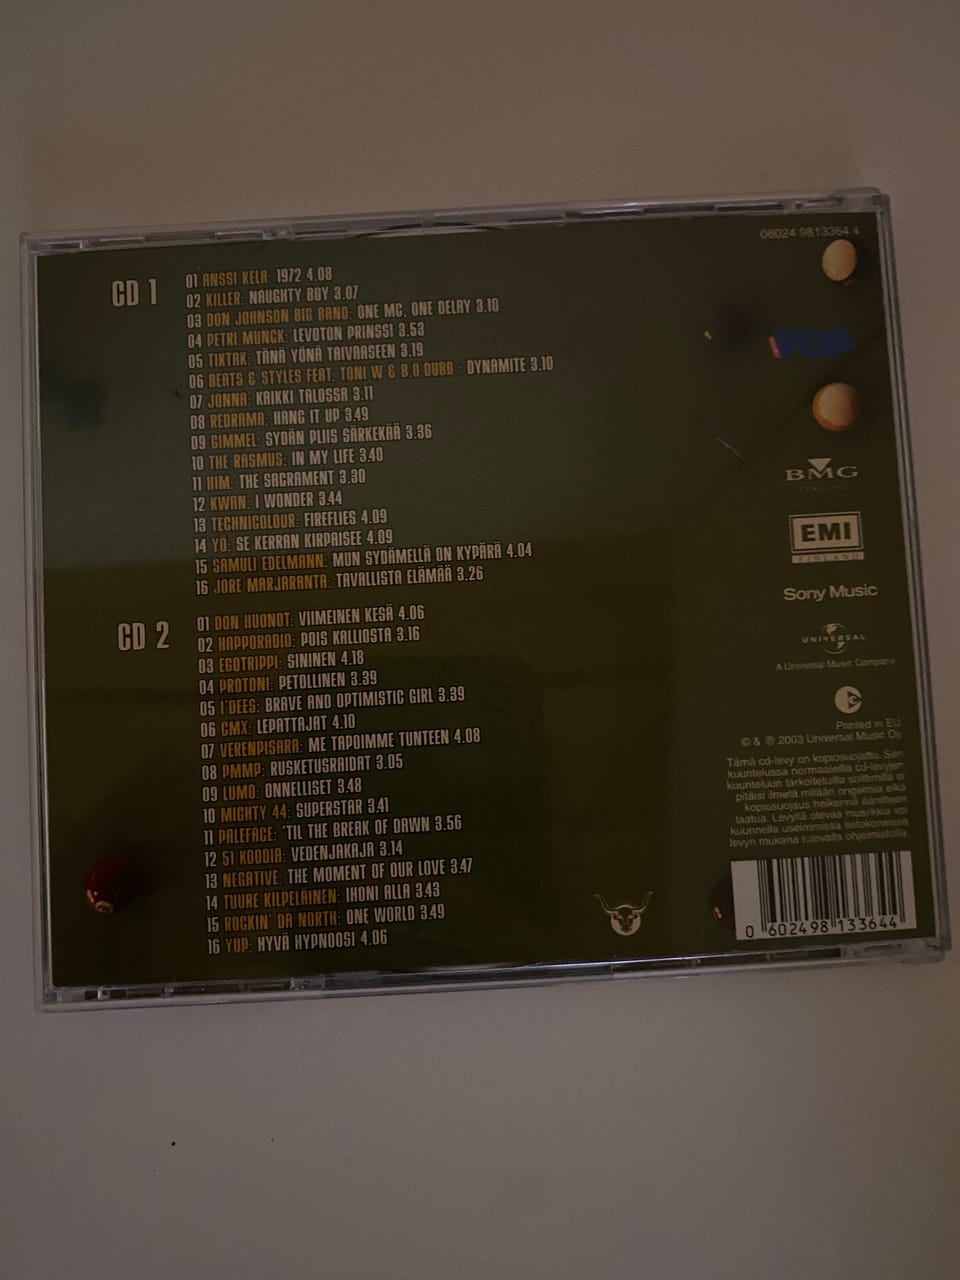 06024 9813364 4
CD 1
01 ANSSI KELA: 1972 4.08
02 KILLER: NAUGHTY BOY 3.07
03 DON JOHNSON BIG BAND: ONE MC, ONE DELAY 3.10
04 PETRI MUNCK: LEVOTON PRINSSI 3.53
05 TIKTAK: TÄNÄ YÖNÄ TAIVAASEEN 3.19
06 BEATS & STYLES FEAT. TONI W & B.O.DUBB : DYNAMITE 3.10
07 JONNA: KAIKKI TALOSSA 3.11
08 REDRAMA: HANG IT UP 3.49
09 GIMMEL: SYDÄN PLIIS SÄRKEKÄÄ 3.36
10 THE RASMUS: IN MY LIFE 3.40
11 HIM: THE SACRAMENT 3.30
12 KWAN: I WONDER 3.44
13 TECHNICOLOUR: FIREFLIES 4.09
14 YÖ: SE KERRAN KIRPAISEE 4.09
15 SAMULI EDELMANN: MUN SYDÄMELLÄ ON KYPÄRÄ 4.04
16 JORE MARJARANTA: TAVALLISTA ELÄMÄÄ 3.26
CD 2
01 DON HUONOT: VIIMEINEN KESÄ 4.06
02 HAPPORADIO: POIS KALLIOSTA 3.16
03 EGOTRIPPI: SININEN 4.18
04 PROTONI: PETOLLINEN 3.39
05 I'DEES: BRAVE AND OPTIMISTIC GIRL 3.39
06 CMX: LEPATTAJAT 4.10
07 VERENPISARA: ME TAPOIMME TUNTEEN 4.08
08 PMMP: RUSKETUSRAIDAT 3.05
09 LUMO: ONNELLISET 3.48
10 MIGHTY 44: SUPERSTAR 3.41
11 PALEFACE: 'TIL THE BREAK OF DAWN 3.56
12 51 KOODIA: VEDENJAKAJA 3.14
13 NEGATIVE: THE MOMENT OF OUR LOVE 3.47
14 TUURE KILPELÄINEN: IHONI ALLA 3.43
15 ROCKIN' DA NORTH: ONE WORLD 3.49
16 YUP: HYVÄ HYPNOOSI 4.06
BMG
FINLAND
EMI
FINLAND
Sony Music
UNIVERSAL
A Universal Music Company
Printed in EU
© & ℗ 2003 Universal Music Oy
Tämä cd-levy on kopiosuojattu. Sen
kuuntelussa normaaleilla cd-levyjen
kuunteluun tarkoitetuilla soittimilla ei
pitäisi ilmetä mitään ongelmia eikä
kopiosuojaus heikennä äänitteen
laatua. Levyllä olevaa musiikkia voi
kuunnella useimmissa tietokoneissa
levyn mukana tulevalla ohjelmistolla.
0 602498 133644